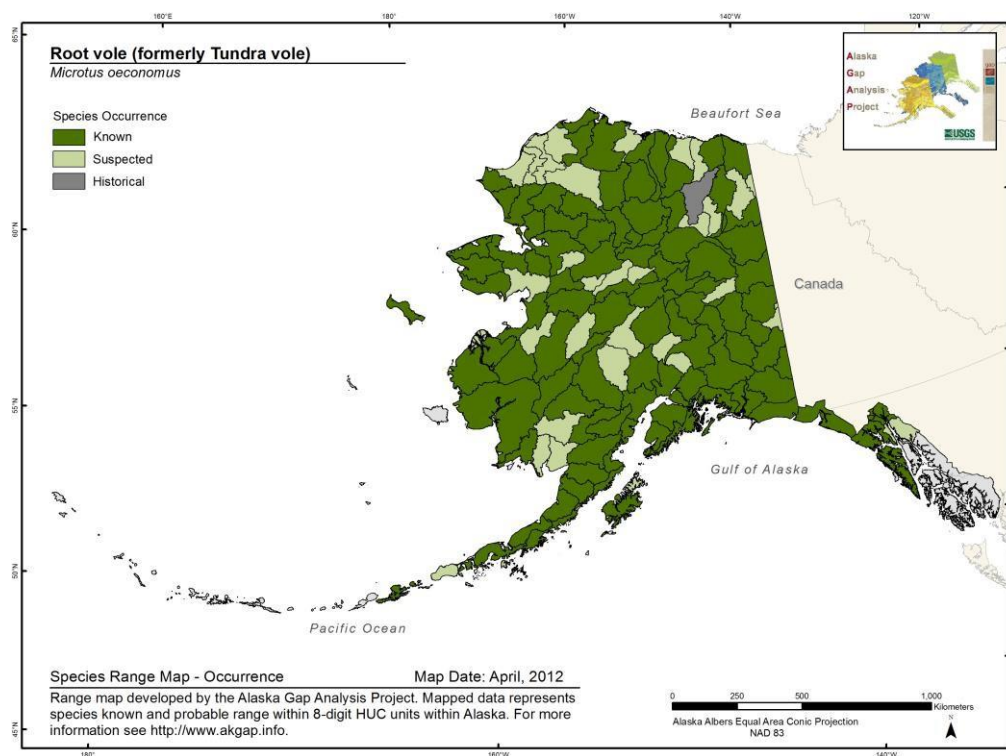 160°E
180°
160°W
140°W
120°W
65°N
Root vole (formerly Tundra vole)
Microtus oeconomus
Species Occurrence
Known
Suspected
Historical
Beaufort Sea
Alaska
Gap
Analysis
Project
USGS
60°N
Canada
55°N
Gulf of Alaska
50°N
Pacific Ocean
Species Range Map - Occurrence Map Date: April, 2012
Range map developed by the Alaska Gap Analysis Project. Mapped data represents
species known and probable range within 8-digit HUC units within Alaska. For more
information see http://www.akgap.info.
0 250 500 1,000
Kilometers
Alaska Albers Equal Area Conic Projection
NAD 83
N
45°N
180°
160°W
140°W